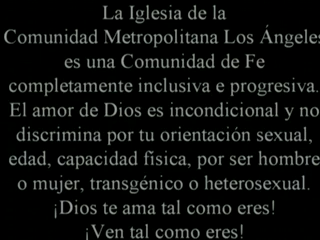 La Iglesia de la
Comunidad Metropolitana Los Ángeles
es una Comunidad de Fe
completamente inclusiva e progresiva.
El amor de Dios es incondicional y no
discrimina por tu orientación sexual,
edad, capacidad física, por ser hombre
o mujer, transgénico o heterosexual.
¡Dios te ama tal como eres!
¡Ven tal como eres!